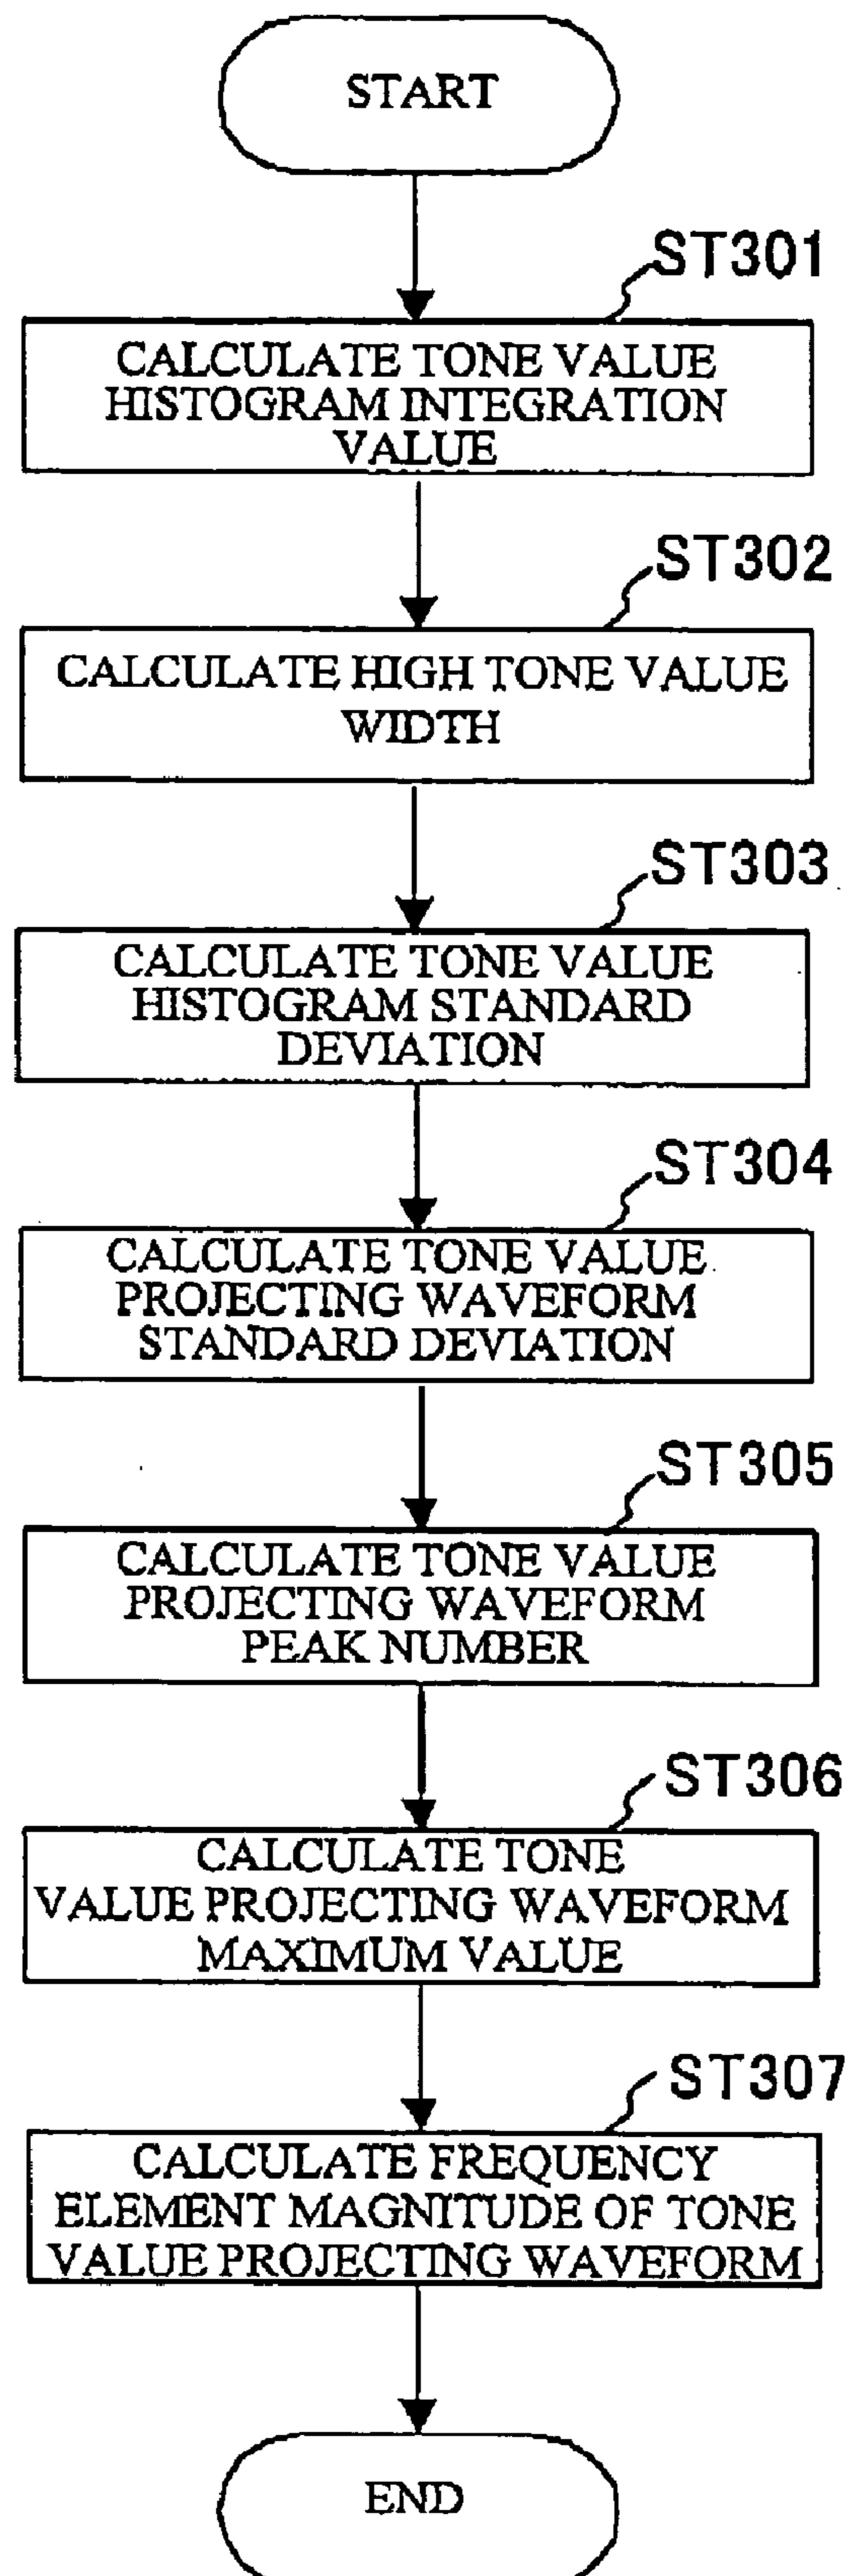 START
ST301
CALCULATE TONE VALUE
HISTOGRAM INTEGRATION
VALUE
ST302
CALCULATE HIGH TONE VALUE
WIDTH
ST303
CALCULATE TONE VALUE
HISTOGRAM STANDARD
DEVIATION
ST304
CALCULATE TONE VALUE
PROJECTING WAVEFORM
STANDARD DEVIATION
ST305
CALCULATE TONE VALUE
PROJECTING WAVEFORM
PEAK NUMBER
ST306
CALCULATE TONE
VALUE PROJECTING WAVEFORM
MAXIMUM VALUE
ST307
CALCULATE FREQUENCY
ELEMENT MAGNITUDE OF TONE
VALUE PROJECTING WAVEFORM
END